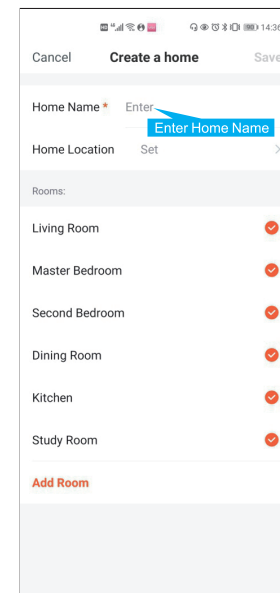 14:36
Cancel Create a home Save
Home Name * Enter
Enter Home Name
Home Location Set
Rooms:
Living Room
Master Bedroom
Second Bedroom
Dining Room
Kitchen
Study Room
Add Room